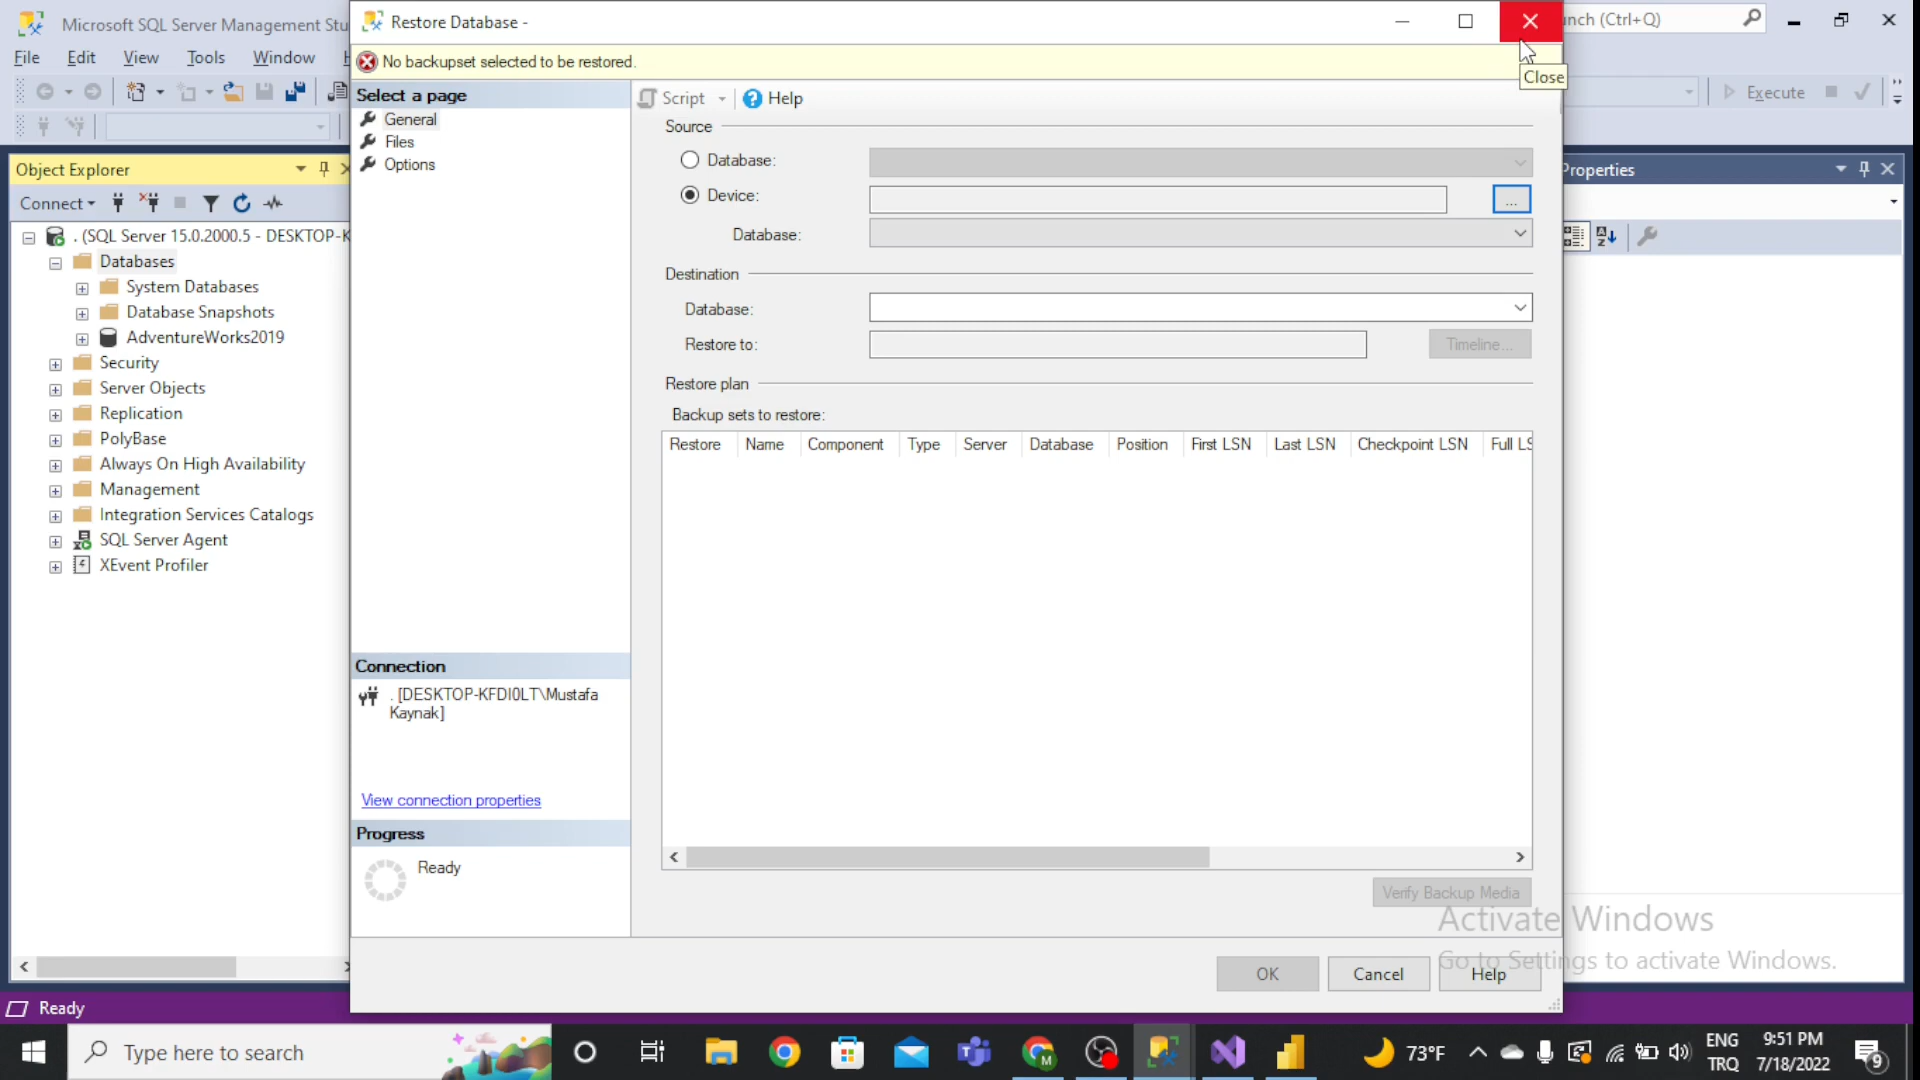 Microsoft SQL Server Management Stu
Restore Database -
unch (Ctrl+Q)
File Edit View Tools Window
No backupset selected to be restored.
Close
Select a page
General
Files
Options
Script
Help
Execute
Source
Database:
Device:
...
Database:
Destination
Database:
Restore to:
Timeline...
Restore plan
Backup sets to restore:
Restore Name Component Type Server Database Position First LSN Last LSN Checkpoint LSN Full LS
Object Explorer
Connect
. (SQL Server 15.0.2000.5 - DESKTOP-K
Databases
System Databases
Database Snapshots
AdventureWorks2019
Security
Server Objects
Replication
PolyBase
Always On High Availability
Management
Integration Services Catalogs
SQL Server Agent
XEvent Profiler
Properties
Connection
. [DESKTOP-KFDI0LT\Mustafa
Kaynak]
View connection properties
Progress
Ready
Verify Backup Media
Activate Windows
Go to Settings to activate Windows.
OK
Cancel
Help
Ready
Type here to search
73°F
ENG
TRQ
9:51 PM
7/18/2022
9